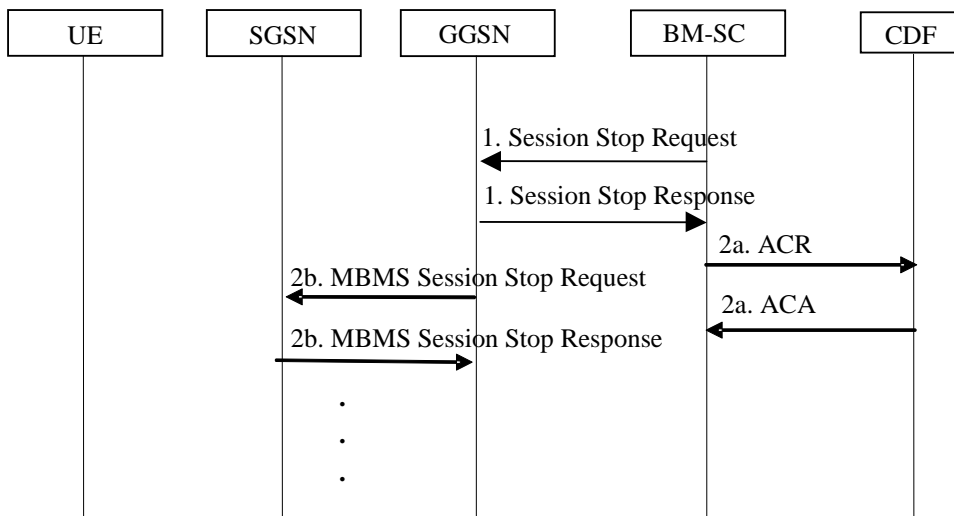 UE
SGSN
GGSN
BM-SC
CDF
1. Session Stop Request
1. Session Stop Response
2a. ACR
2b. MBMS Session Stop Request
2a. ACA
2b. MBMS Session Stop Response
.
.
.